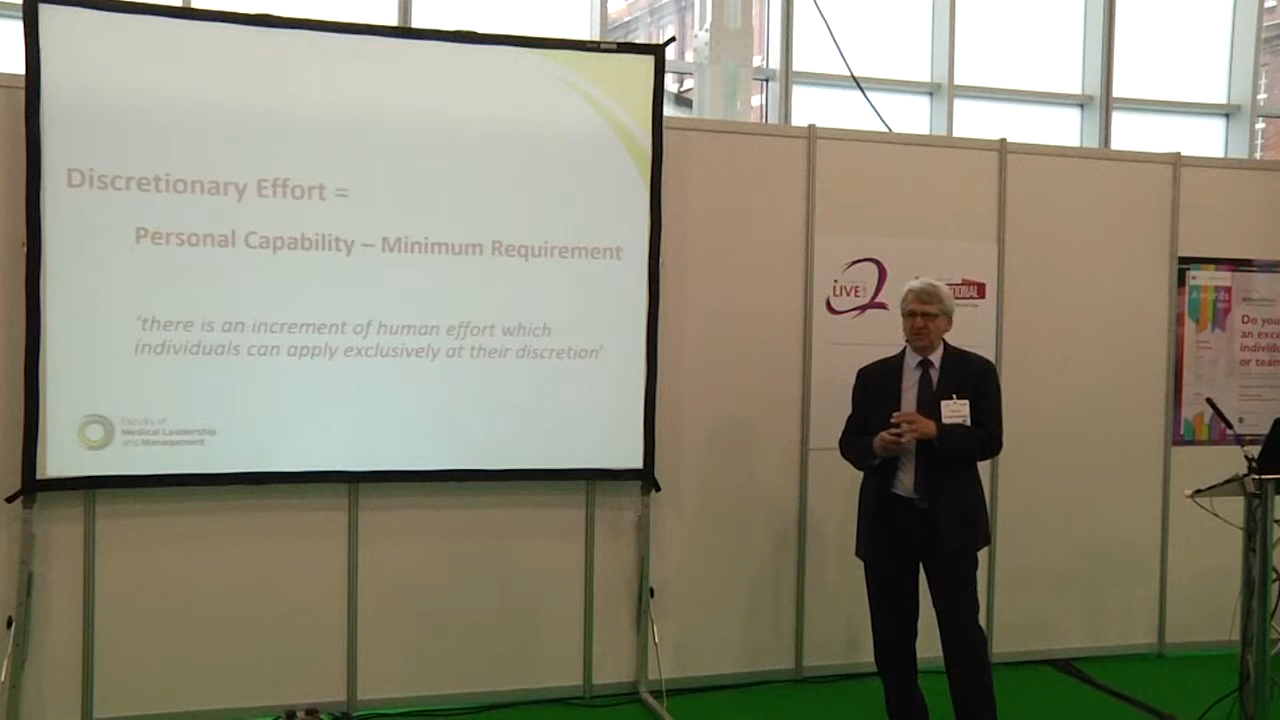 Discretionary Effort =
Personal Capability – Minimum Requirement
‘there is an increment of human effort which
individuals can apply exclusively at their discretion’
Faculty of
Medical Leadership
and Management
LIVE
Awards
Do you
an exce
individu
or team